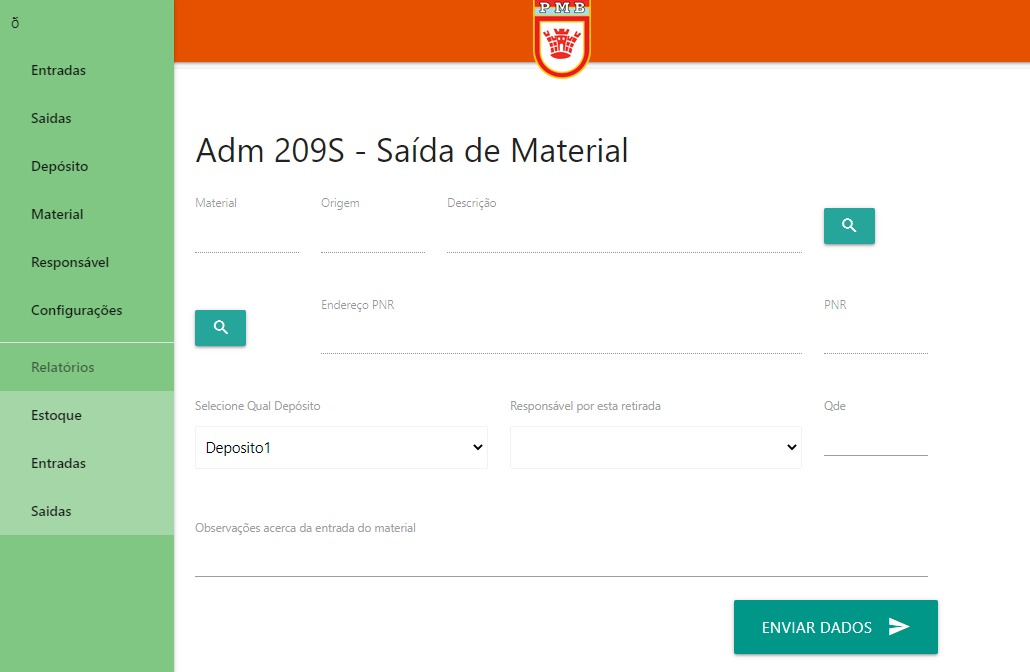 ð
Entradas
Saidas
Depósito
Material
Responsável
Configurações
Relatórios
Estoque
Entradas
Saidas
PMB
Adm 209S - Saída de Material
Material Origem Descrição
Endereço PNR PNR
Selecione Qual Depósito Responsável por esta retirada Qde
Deposito1
Observações acerca da entrada do material
ENVIAR DADOS